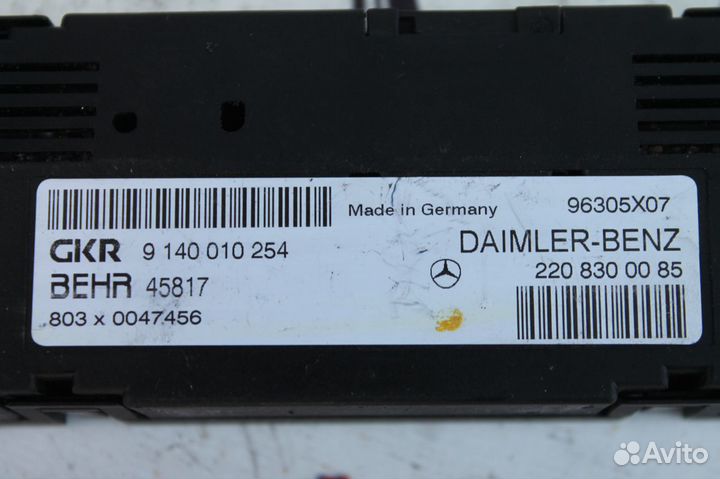 Made in Germany 96305X07
GKR 9 140 010 254 DAIMLER-BENZ
BEHR 45817 220 830 00 85
803 x 0047456
Avito